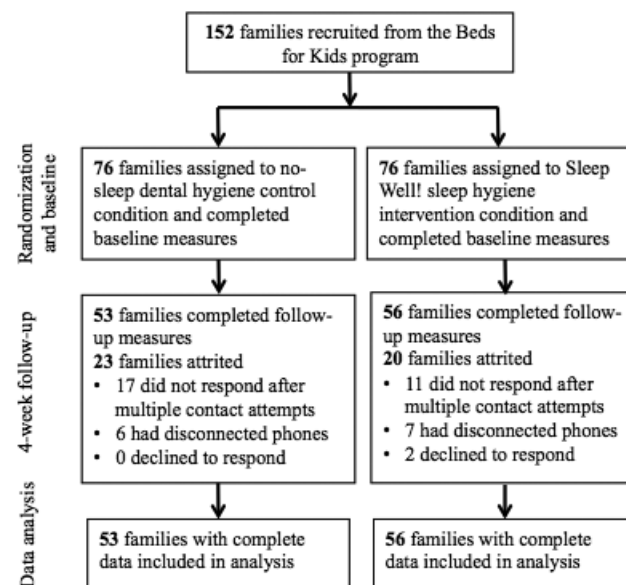 152 families recruited from the Beds
for Kids program
Randomization
and baseline
76 families assigned to no-
sleep dental hygiene control
condition and completed
baseline measures
76 families assigned to Sleep
Well! sleep hygiene
intervention condition and
completed baseline measures
4-week follow-up
53 families completed follow-
up measures
23 families attrited
• 17 did not respond after
multiple contact attempts
• 6 had disconnected phones
• 0 declined to respond
56 families completed follow-
up measures
20 families attrited
• 11 did not respond after
multiple contact attempts
• 7 had disconnected phones
• 2 declined to respond
Data analysis
53 families with complete
data included in analysis
56 families with complete
data included in analysis